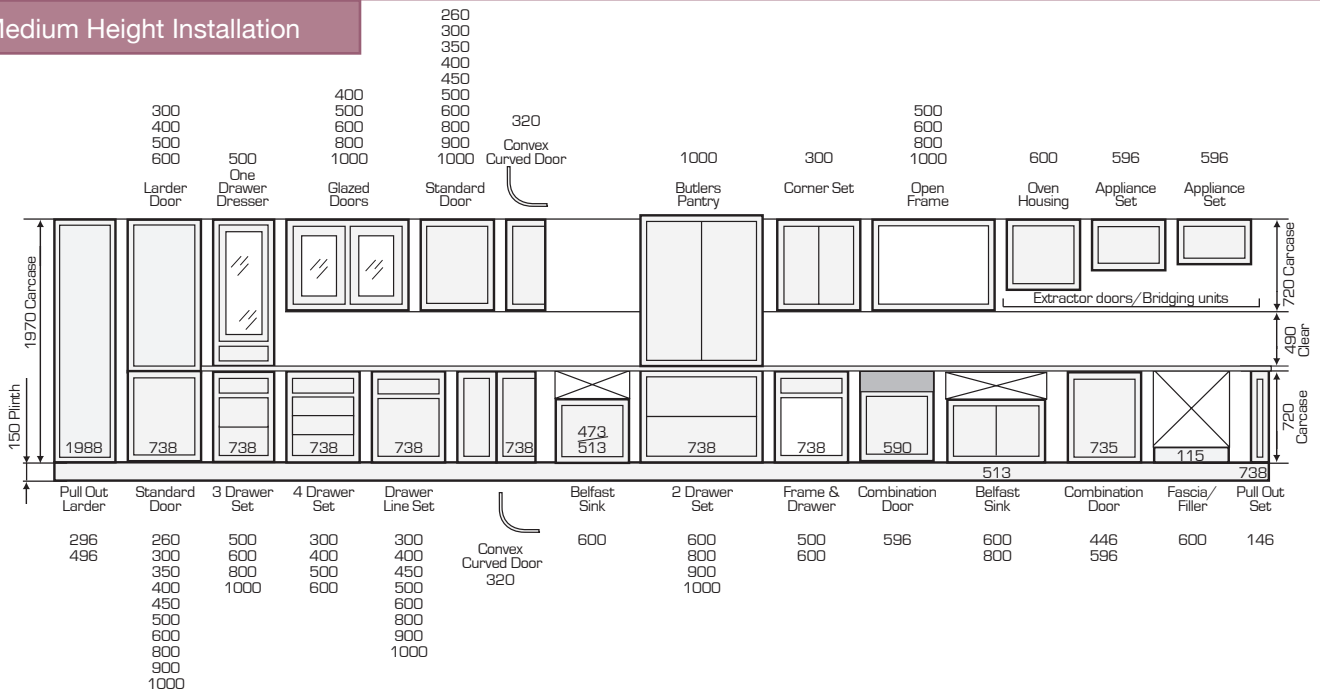 Medium Height Installation
300
400
500
600
Larder
Door
500
One
Drawer
Dresser
400
500
600
800
1000
Glazed
Doors
260
300
350
400
450
500
600
800
900
1000
Standard
Door
320
Convex
Curved Door
1000
Butlers
Pantry
300
Corner Set
500
600
800
1000
Open
Frame
600
Oven
Housing
596
Appliance
Set
596
Appliance
Set
1970 Carcase
150 Plinth
Extractor doors/Bridging units
720 Carcase
490
Clear
720
Carcase
1988
738
738
738
738
738
473
513
738
738
590
513
735
115
738
Pull Out
Larder
296
496
Standard
Door
260
300
350
400
450
500
600
800
900
1000
3 Drawer
Set
500
600
800
1000
4 Drawer
Set
300
400
500
600
Drawer
Line Set
300
400
450
500
600
800
900
1000
Convex
Curved Door
320
Belfast
Sink
600
2 Drawer
Set
600
800
900
1000
Frame &
Drawer
500
600
Combination
Door
596
Belfast
Sink
600
800
Combination
Door
446
596
Fascia/
Filler
600
Pull Out
Set
146